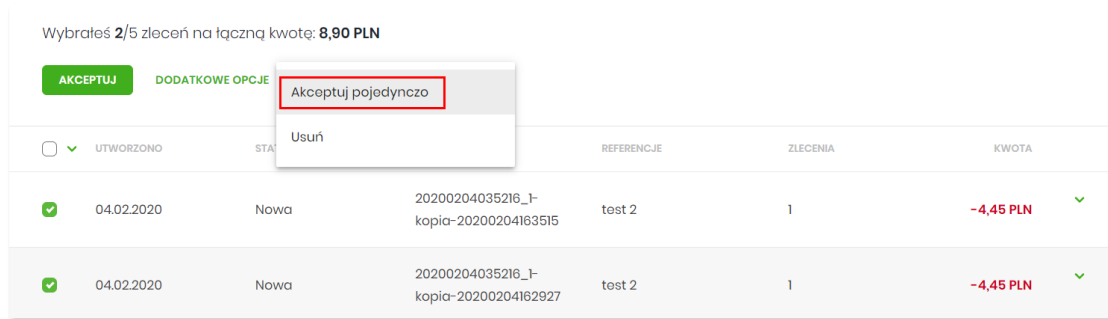 Wybrałeś 2/5 zleceń na łączną kwotę: 8,90 PLN
AKCEPTUJ DODATKOWE OPCJE
Akceptuj pojedynczo
Usuń
UTWORZONO STA REFERENCJE ZLECENIA KWOTA
04.02.2020 Nowa 20200204035216_1-
kopia-20200204163515 test 2 1 -4,45 PLN
04.02.2020 Nowa 20200204035216_1-
kopia-20200204162927 test 2 1 -4,45 PLN